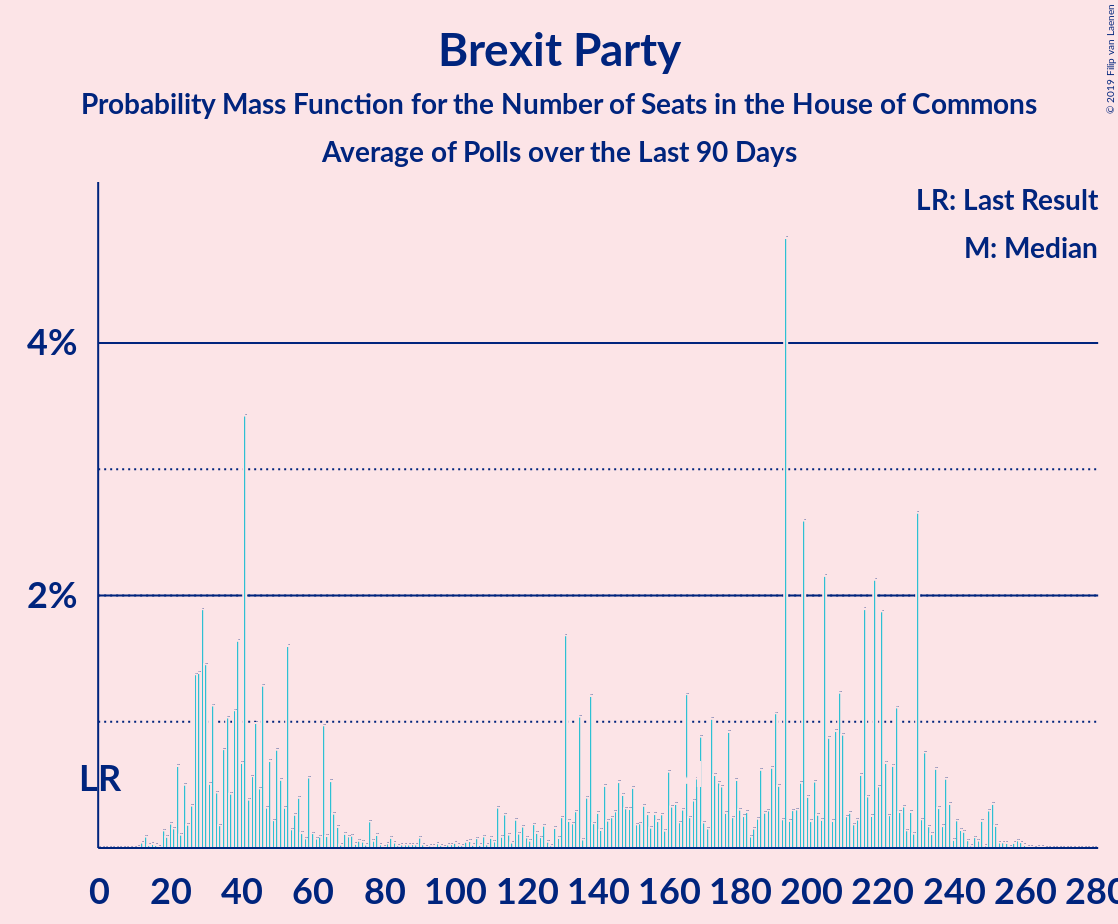 Brexit Party
Probability Mass Function for the Number of Seats in the House of Commons
Average of Polls over the Last 90 Days
© 2019 Filip van Laenen
LR: Last Result
M: Median
4%
2%
LR
0 20 40 60 80 100 120 140 160 180 200 220 240 260 280